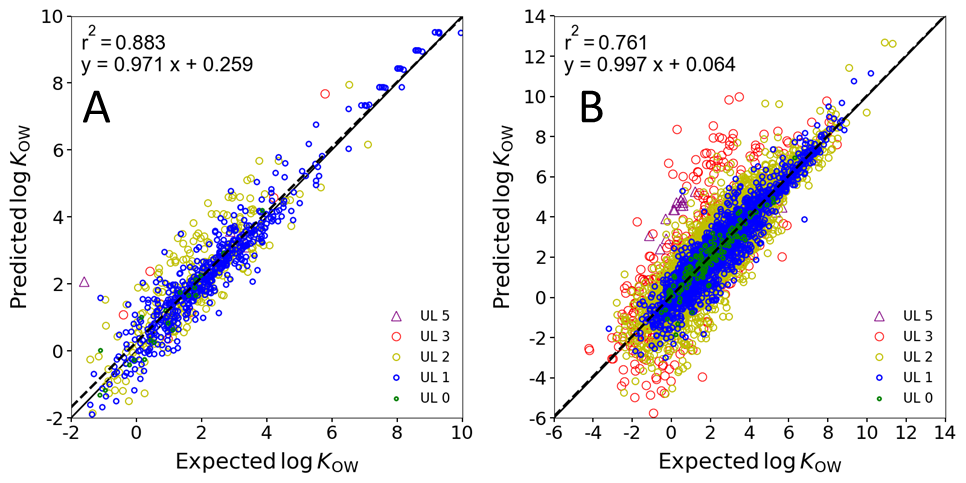 r² = 0.883
y = 0.971 x + 0.259
A
Predicted log K_OW
10
8
6
4
2
0
-2
UL 5
UL 3
UL 2
UL 1
UL 0
-2 0 2 4 6 8 10
Expected log K_OW
r² = 0.761
y = 0.997 x + 0.064
B
Predicted log K_OW
14
12
10
8
6
4
2
0
-2
-4
-6
UL 5
UL 3
UL 2
UL 1
UL 0
-6 -4 -2 0 2 4 6 8 10 12 14
Expected log K_OW